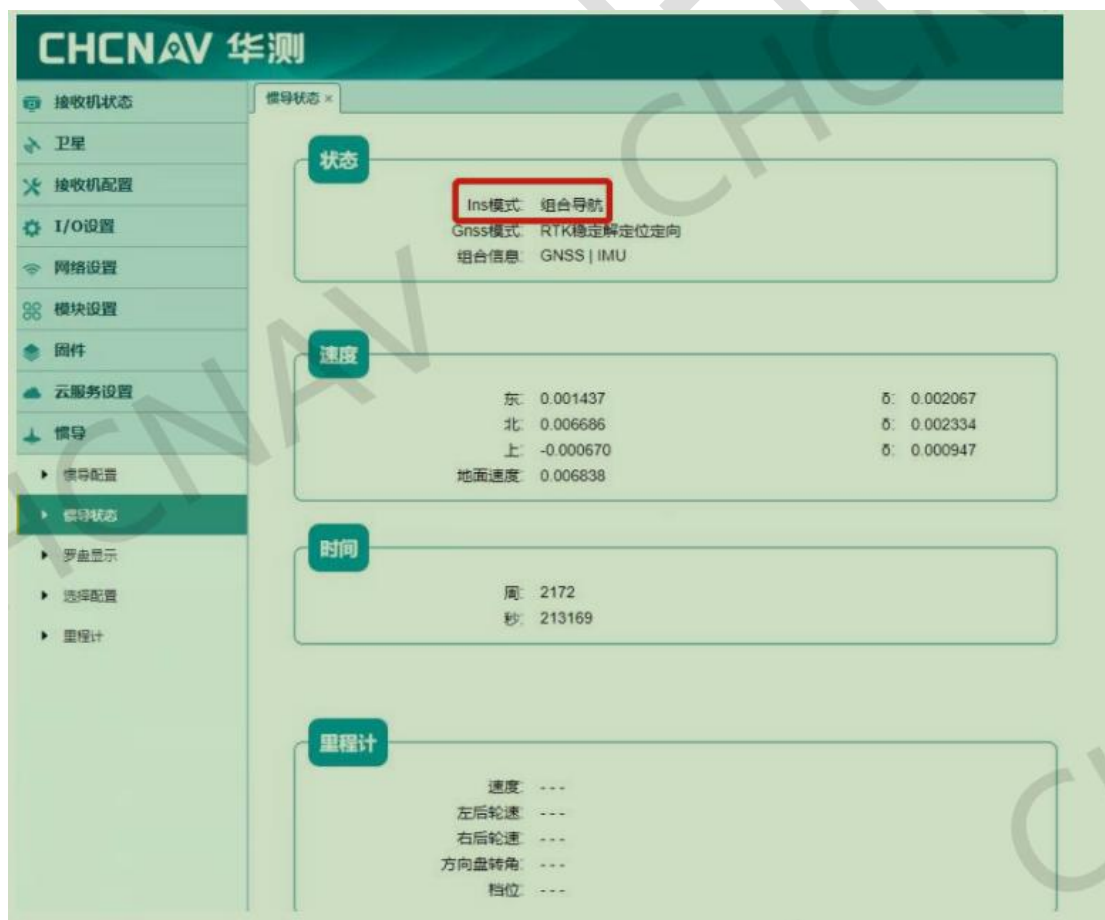 CHCNAV 华测
接收机状态
卫星
接收机配置
I/O设置
网络设置
模块设置
固件
云服务设置
惯导
惯导配置
惯导状态
罗盘显示
选择配置
里程计
惯导状态 ×
状态
Ins模式: 组合导航
Gnss模式: RTK稳定解定位定向
组合信息: GNSS | IMU
速度
东: 0.001437 δ: 0.002067
北: 0.006686 δ: 0.002334
上: -0.000670 δ: 0.000947
地面速度: 0.006838
时间
周: 2172
秒: 213169
里程计
速度: ---
左后轮速: ---
右后轮速: ---
方向盘转角: ---
档位: ---
CHCNAV